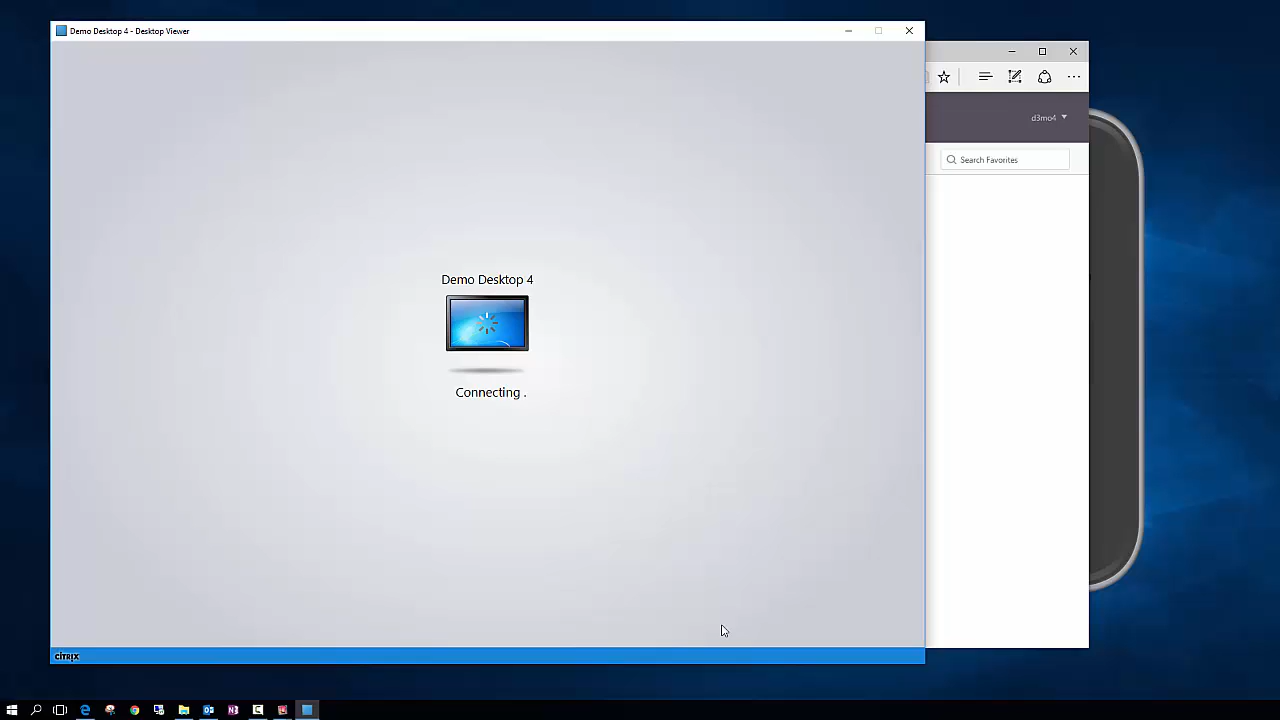 Demo Desktop 4 - Desktop Viewer
d3mo4
Search Favorites
Demo Desktop 4
Connecting .
CITRIX